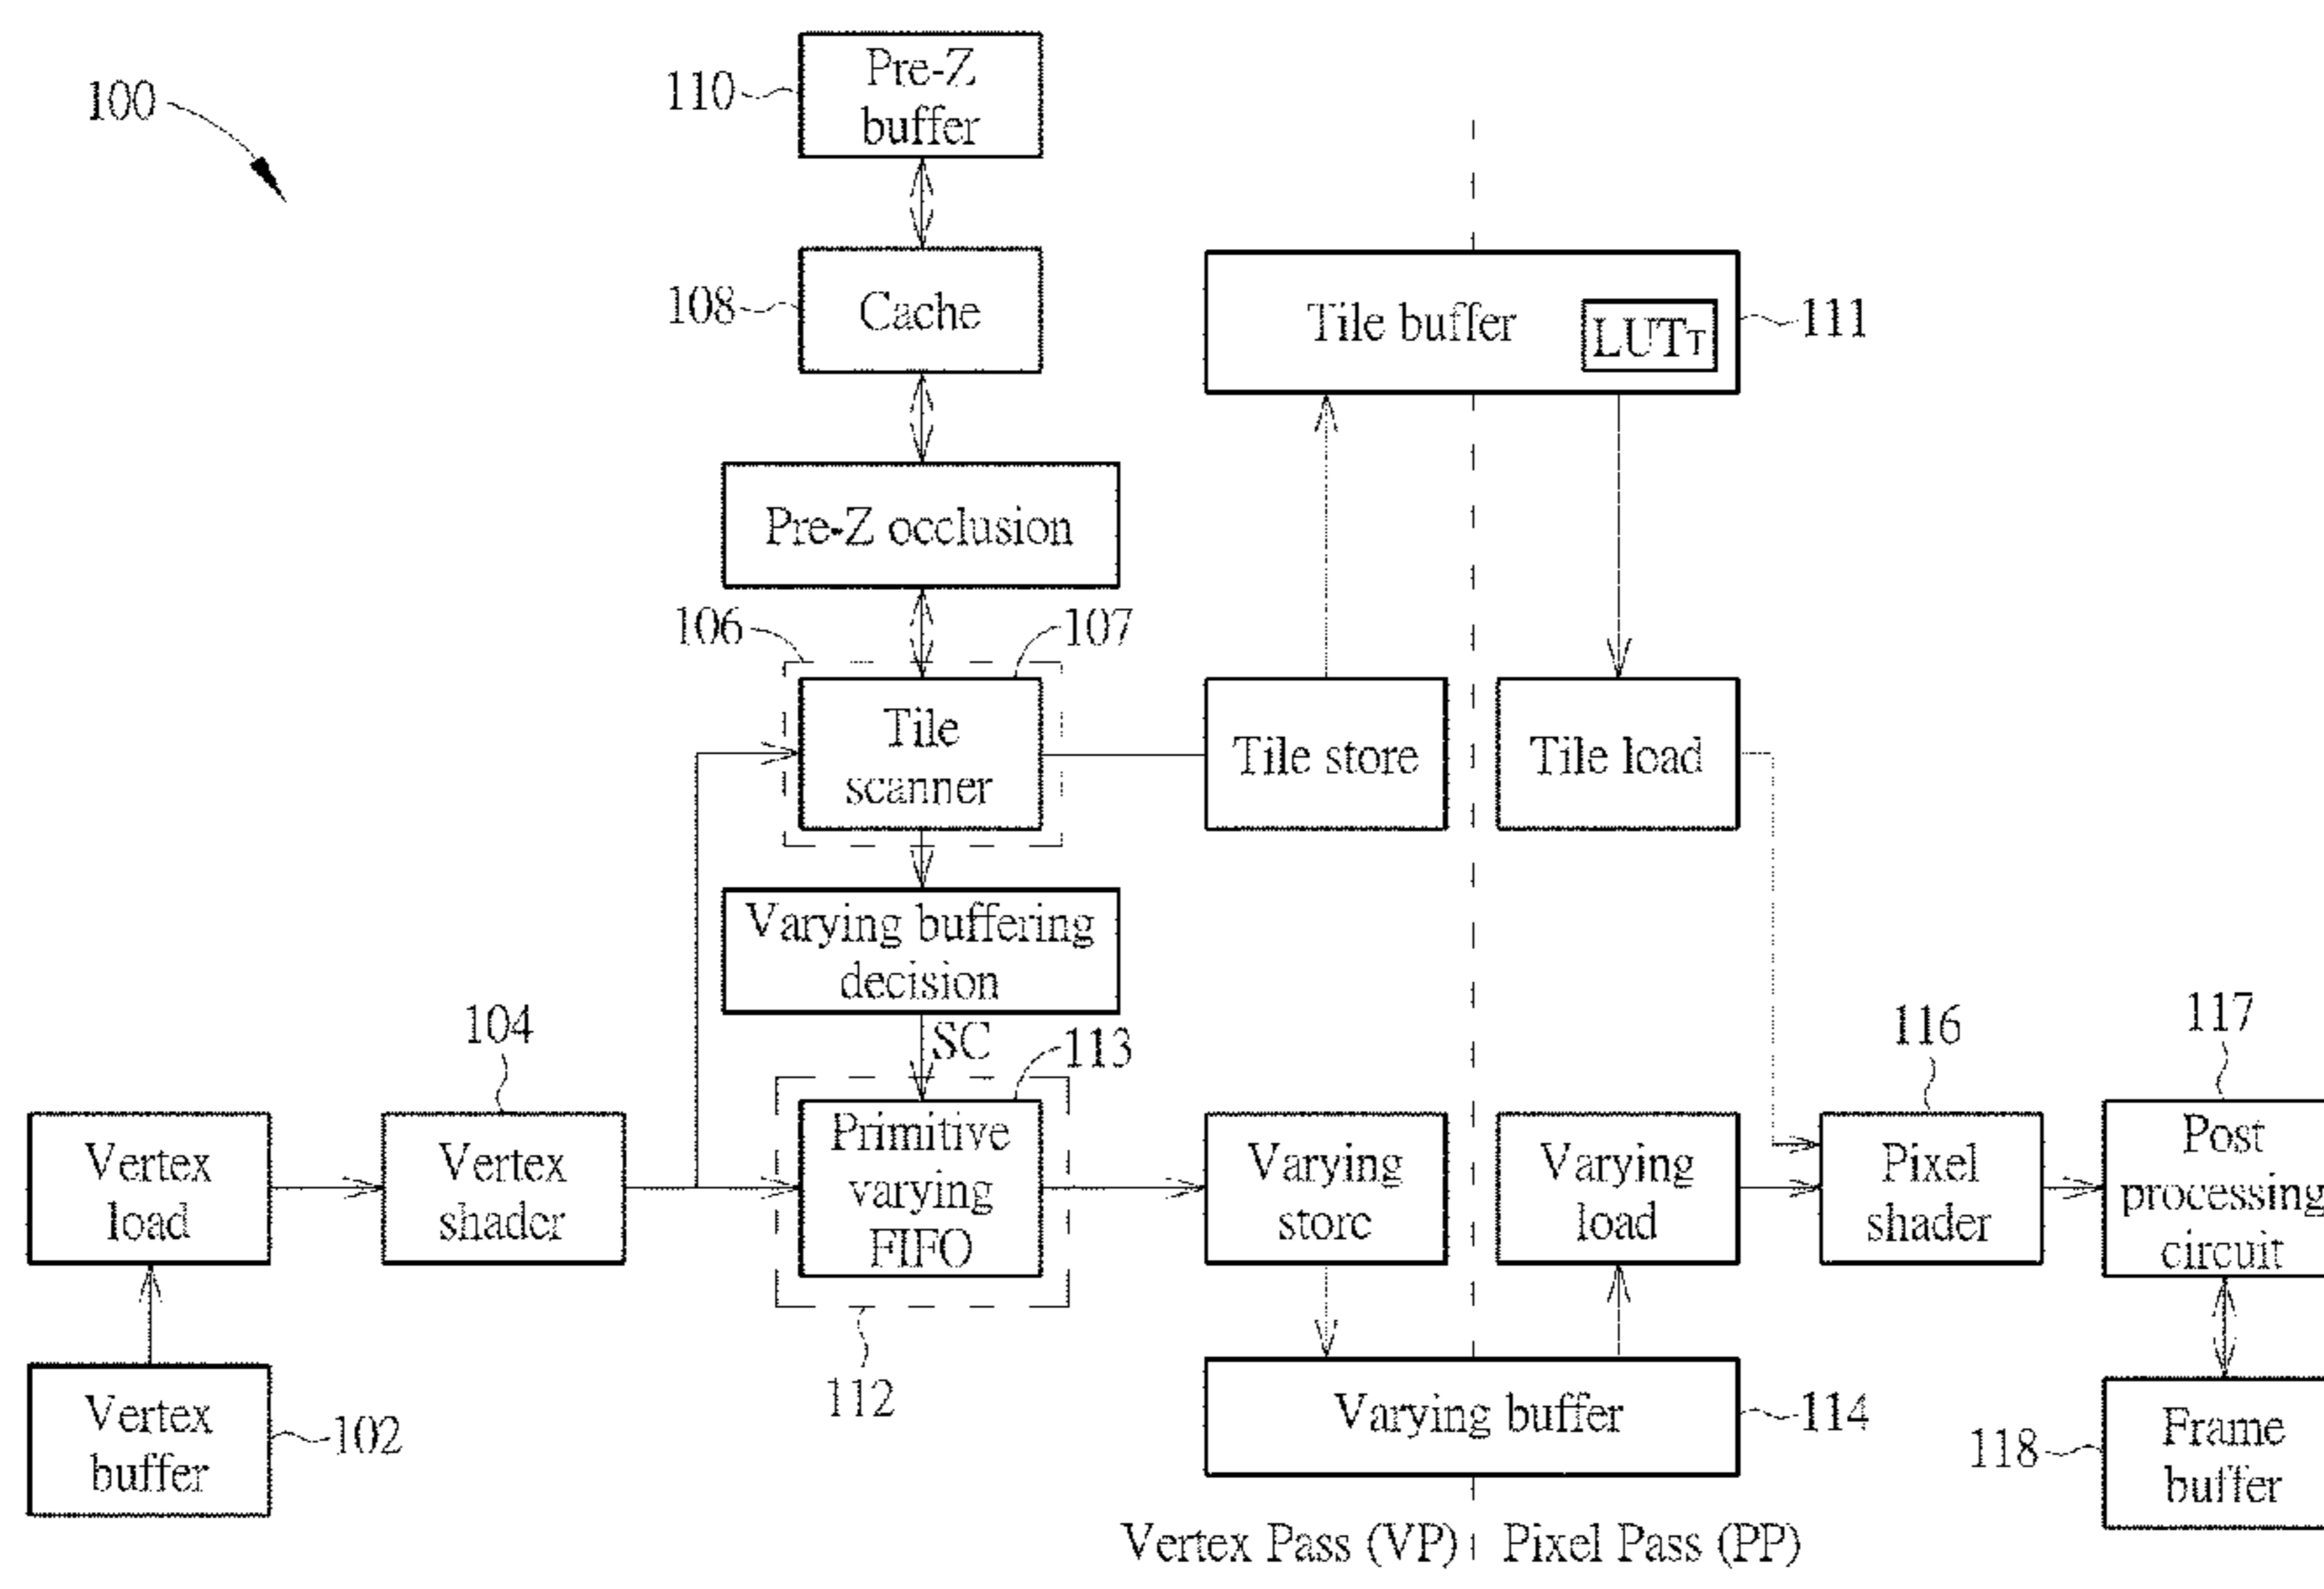 100
110
Pre-Z
buffer
108
Cache
Tile buffer
LUTT
111
Pre-Z occlusion
106
107
Tile
scanner
Tile store
Tile load
Varying buffering
decision
SC
104
113
116
117
Vertex
load
Vertex
shader
Primitive
varying
FIFO
Varying
store
Varying
load
Pixel
shader
Post
processing
circuit
112
Vertex
buffer
102
Varying buffer
114
118
Frame
buffer
Vertex Pass (VP)
Pixel Pass (PP)